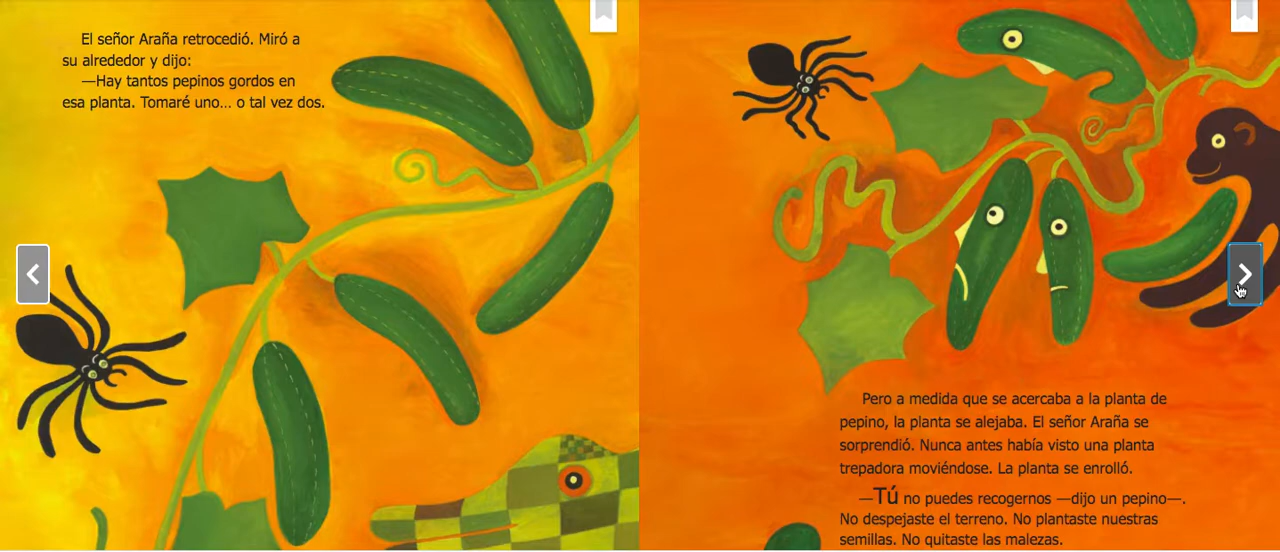 El señor Araña retrocedió. Miró a
su alrededor y dijo:
—Hay tantos pepinos gordos en
esa planta. Tomaré uno... o tal vez dos.
Pero a medida que se acercaba a la planta de
pepino, la planta se alejaba. El señor Araña se
sorprendió. Nunca antes había visto una planta
trepadora moviéndose. La planta se enrolló.
—Tú no puedes recogernos —dijo un pepino—.
No despejaste el terreno. No plantaste nuestras
semillas. No quitaste las malezas.